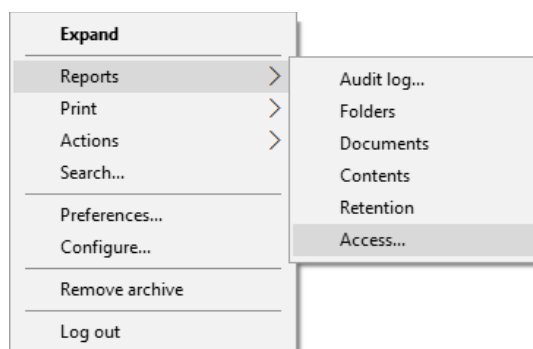 Expand
Reports
Print
Actions
Search...
Preferences...
Configure...
Remove archive
Log out
Audit log...
Folders
Documents
Contents
Retention
Access...